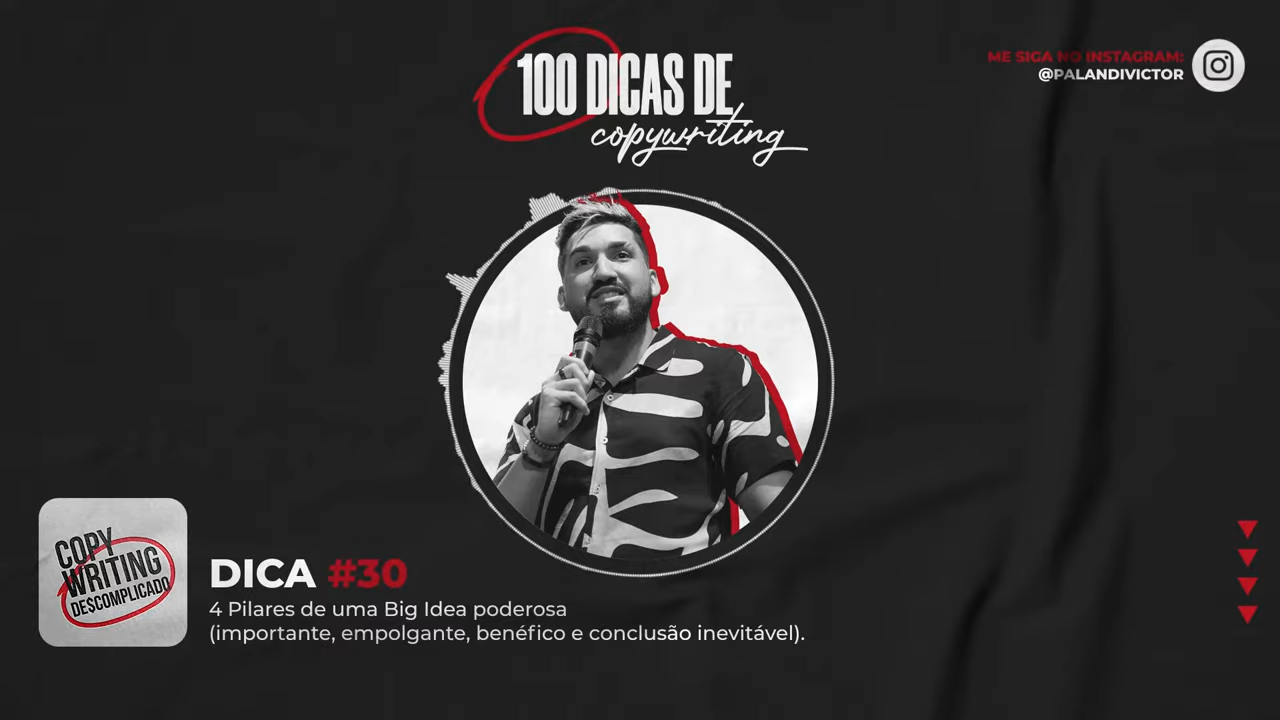 100 DICAS DE
copywriting
ME SIGA NO INSTAGRAM:
@PALANDIVICTOR
COPY
WRITING
DESCOMPLICADO
DICA #30
4 Pilares de uma Big Idea poderosa
(importante, empolgante, benéfico e conclusão inevitável).